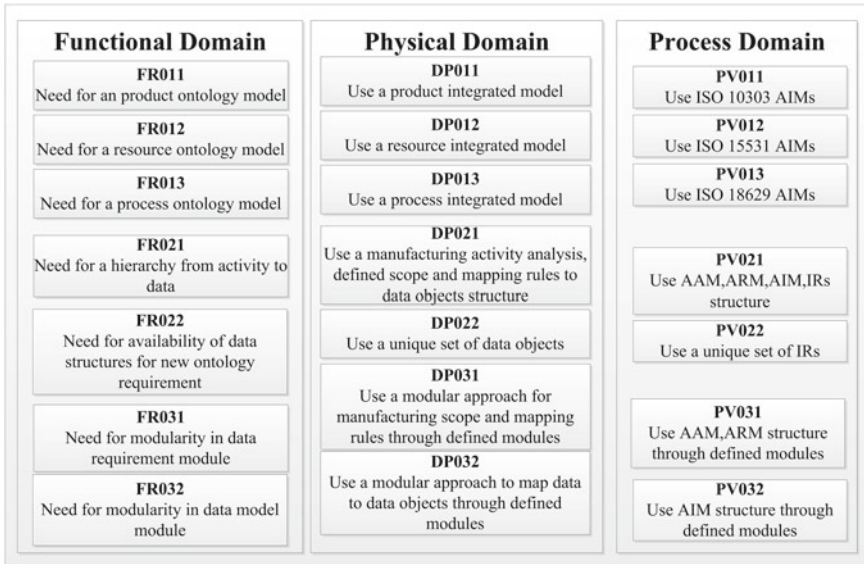 Functional Domain
FR011
Need for an product ontology model
FR012
Need for a resource ontology model
FR013
Need for a process ontology model
FR021
Need for a hierarchy from activity to
data
FR022
Need for availability of data
structures for new ontology
requirement
FR031
Need for modularity in data
requirement module
FR032
Need for modularity in data model
module
Physical Domain
DP011
Use a product integrated model
DP012
Use a resource integrated model
DP013
Use a process integrated model
DP021
Use a manufacturing activity analysis,
defined scope and mapping rules to
data objects structure
DP022
Use a unique set of data objects
DP031
Use a modular approach for
manufacturing scope and mapping
rules through defined modules
DP032
Use a modular approach to map data
to data objects through defined
modules
Process Domain
PV011
Use ISO 10303 AIMs
PV012
Use ISO 15531 AIMs
PV013
Use ISO 18629 AIMs
PV021
Use AAM,ARM,AIM,IRs
structure
PV022
Use a unique set of IRs
PV031
Use AAM,ARM structure
through defined modules
PV032
Use AIM structure through
defined modules